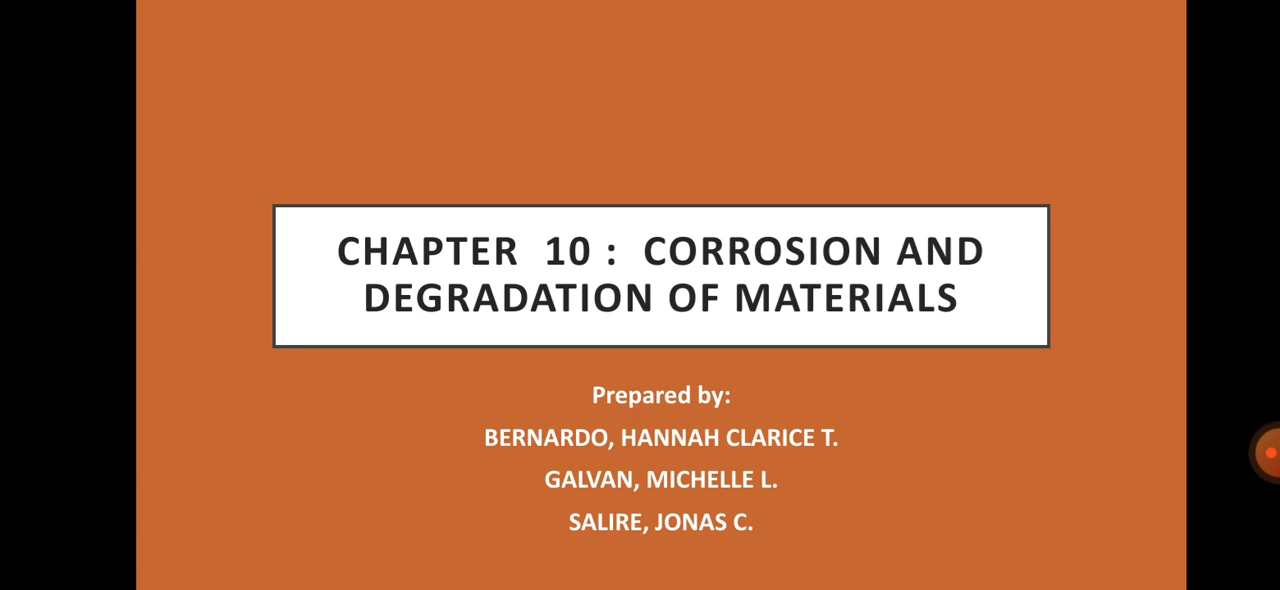 CHAPTER 10 : CORROSION AND
DEGRADATION OF MATERIALS
Prepared by:
BERNARDO, HANNAH CLARICE T.
GALVAN, MICHELLE L.
SALIRE, JONAS C.